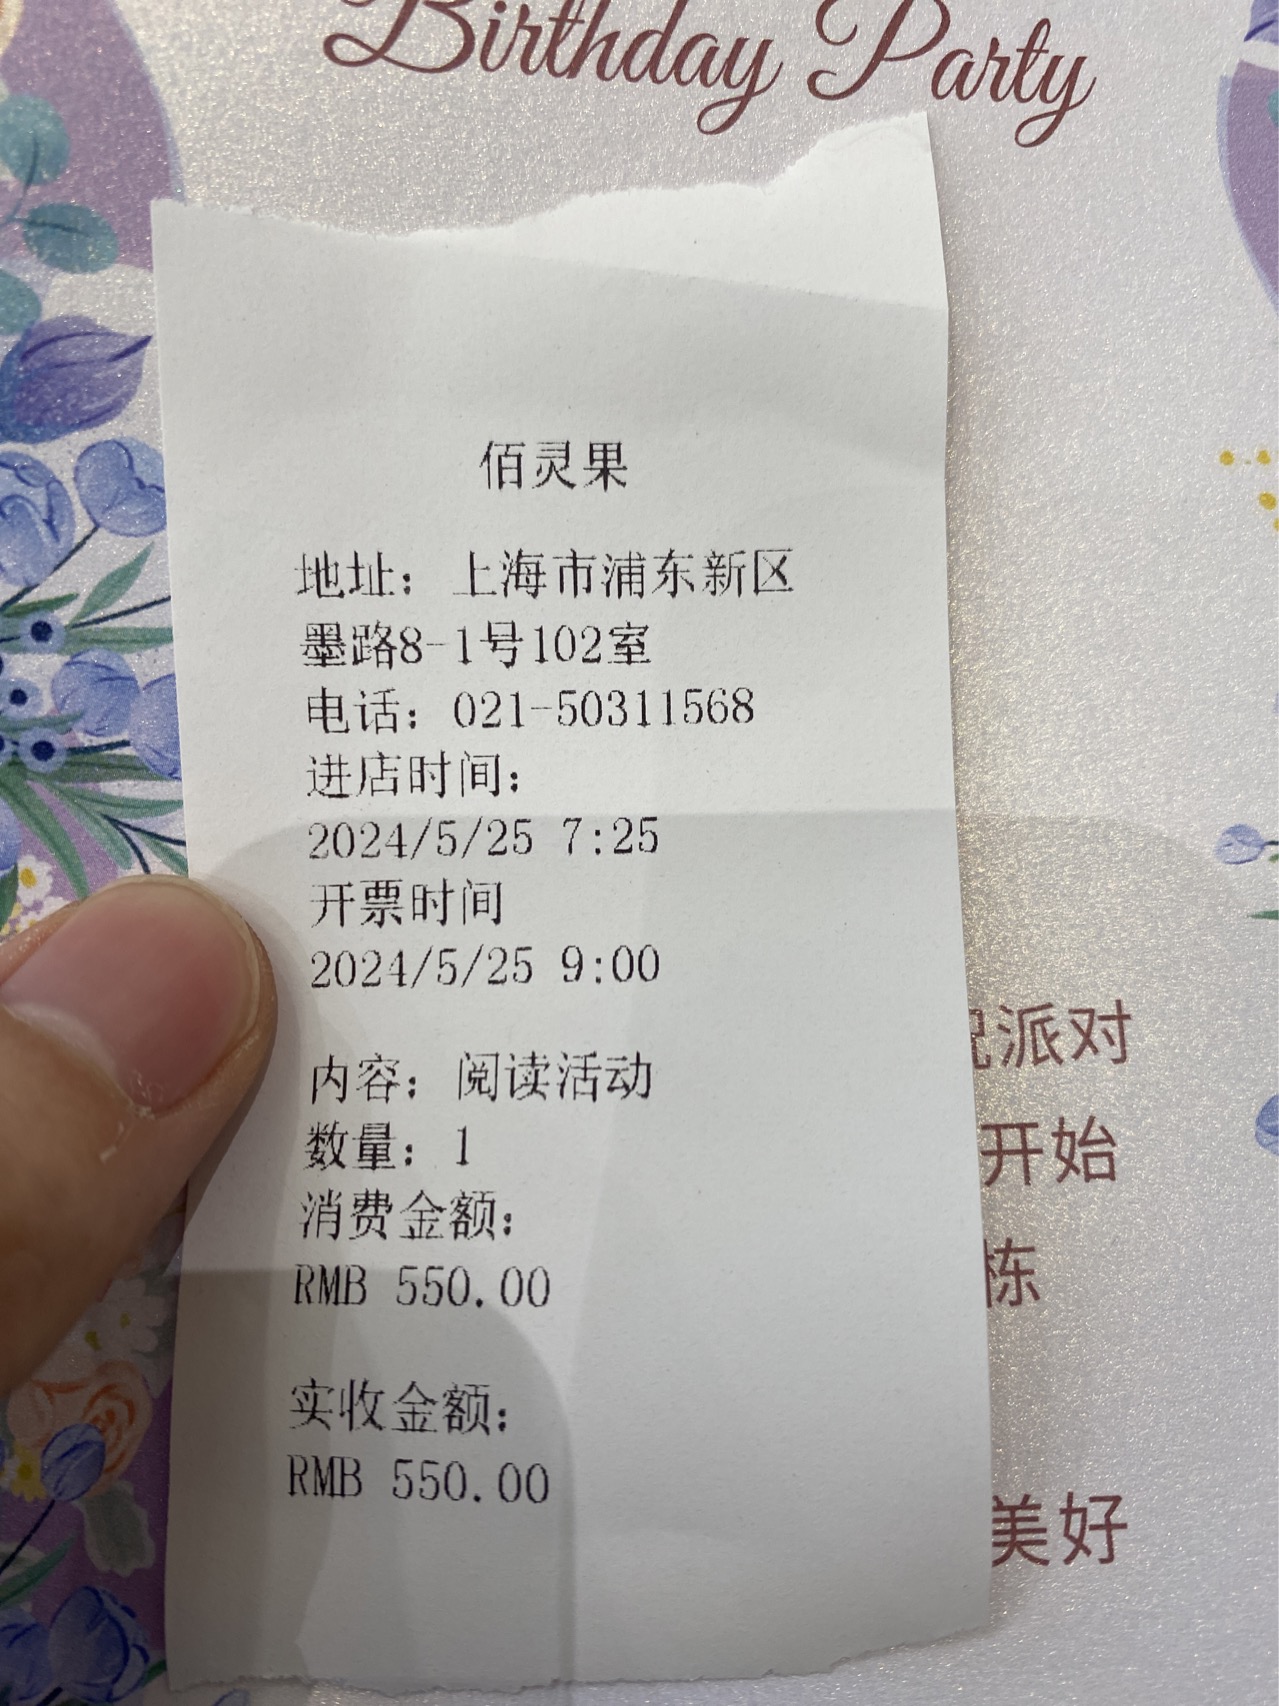 Birthday Party
佰灵果
地址：上海市浦东新区
墨路8-1号102室
电话：021-50311568
进店时间：
2024/5/25 7:25
开票时间
2024/5/25 9:00
派对
内容：阅读活动
开始
数量：1
消费金额：
栋
RMB 550.00
实收金额：
RMB 550.00
美好